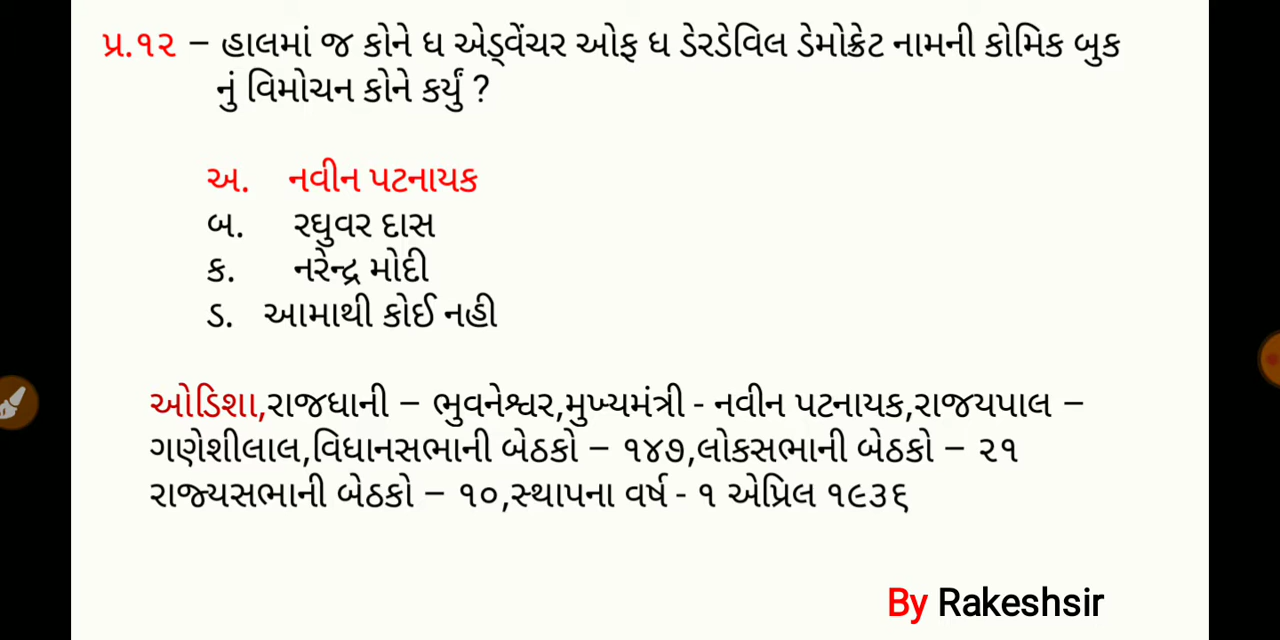 પ્ર.૧૨ – હાલમાં જ કોને ધ એડ્વેંચર ઓફ ધ ડેરડેવિલ ડેમોક્રેટ નામની કોમિક બુક
નું વિમોચન કોને કર્યું ?
અ. નવીન પટનાયક
બ. રઘુવર દાસ
ક. નરેન્દ્ર મોદી
ડ. આમાથી કોઈ નહી
ઓડિશા,રાજધાની – ભુવનેશ્વર,મુખ્યમંત્રી - નવીન પટનાયક,રાજયપાલ –
ગણેશીલાલ,વિધાનસભાની બેઠકો – ૧૪૭,લોકસભાની બેઠકો – ૨૧
રાજ્યસભાની બેઠકો – ૧૦,સ્થાપના વર્ષ - ૧ એપ્રિલ ૧૯૩૬
By Rakeshsir